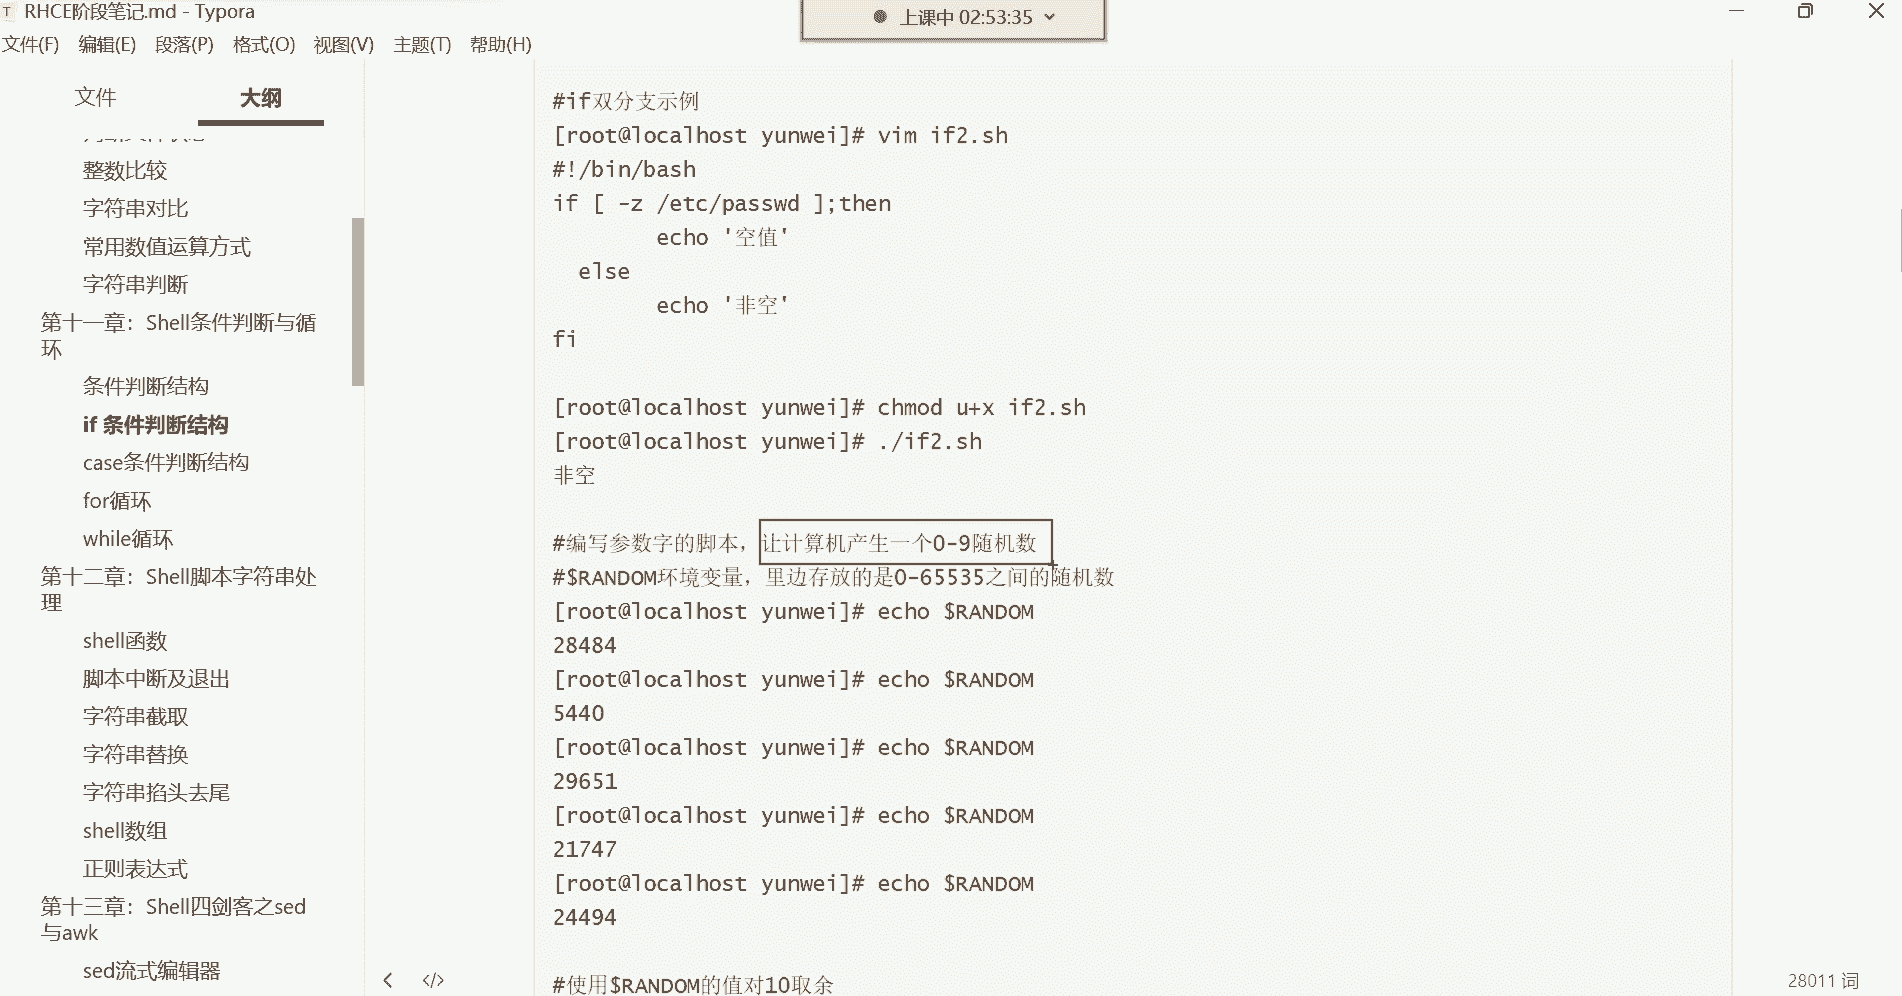 RHCE阶段笔记.md - Typora
上课中 02:53:35
文件(F) 编辑(E) 段落(P) 格式(O) 视图(V) 主题(T) 帮助(H)
文件 大纲
整数比较
字符串对比
常用数值运算方式
字符串判断
第十一章：Shell条件判断与循
环
条件判断结构
if 条件判断结构
case条件判断结构
for循环
while循环
第十二章：Shell脚本字符串处
理
shell函数
脚本中断及退出
字符串截取
字符串替换
字符串掐头去尾
shell数组
正则表达式
第十三章：Shell四剑客之sed
与awk
sed流式编辑器
#if双分支示例
[root@localhost yunwei]# vim if2.sh
#!/bin/bash
if [ -z /etc/passwd ];then
echo '空值'
else
echo '非空'
fi
[root@localhost yunwei]# chmod u+x if2.sh
[root@localhost yunwei]# ./if2.sh
非空
#编写参数字的脚本，让计算机产生一个0-9随机数
#$RANDOM环境变量，里边存放的是0-65535之间的随机数
[root@localhost yunwei]# echo $RANDOM
28484
[root@localhost yunwei]# echo $RANDOM
5440
[root@localhost yunwei]# echo $RANDOM
29651
[root@localhost yunwei]# echo $RANDOM
21747
[root@localhost yunwei]# echo $RANDOM
24494
#使用$RANDOM的值对10取余
28011 词